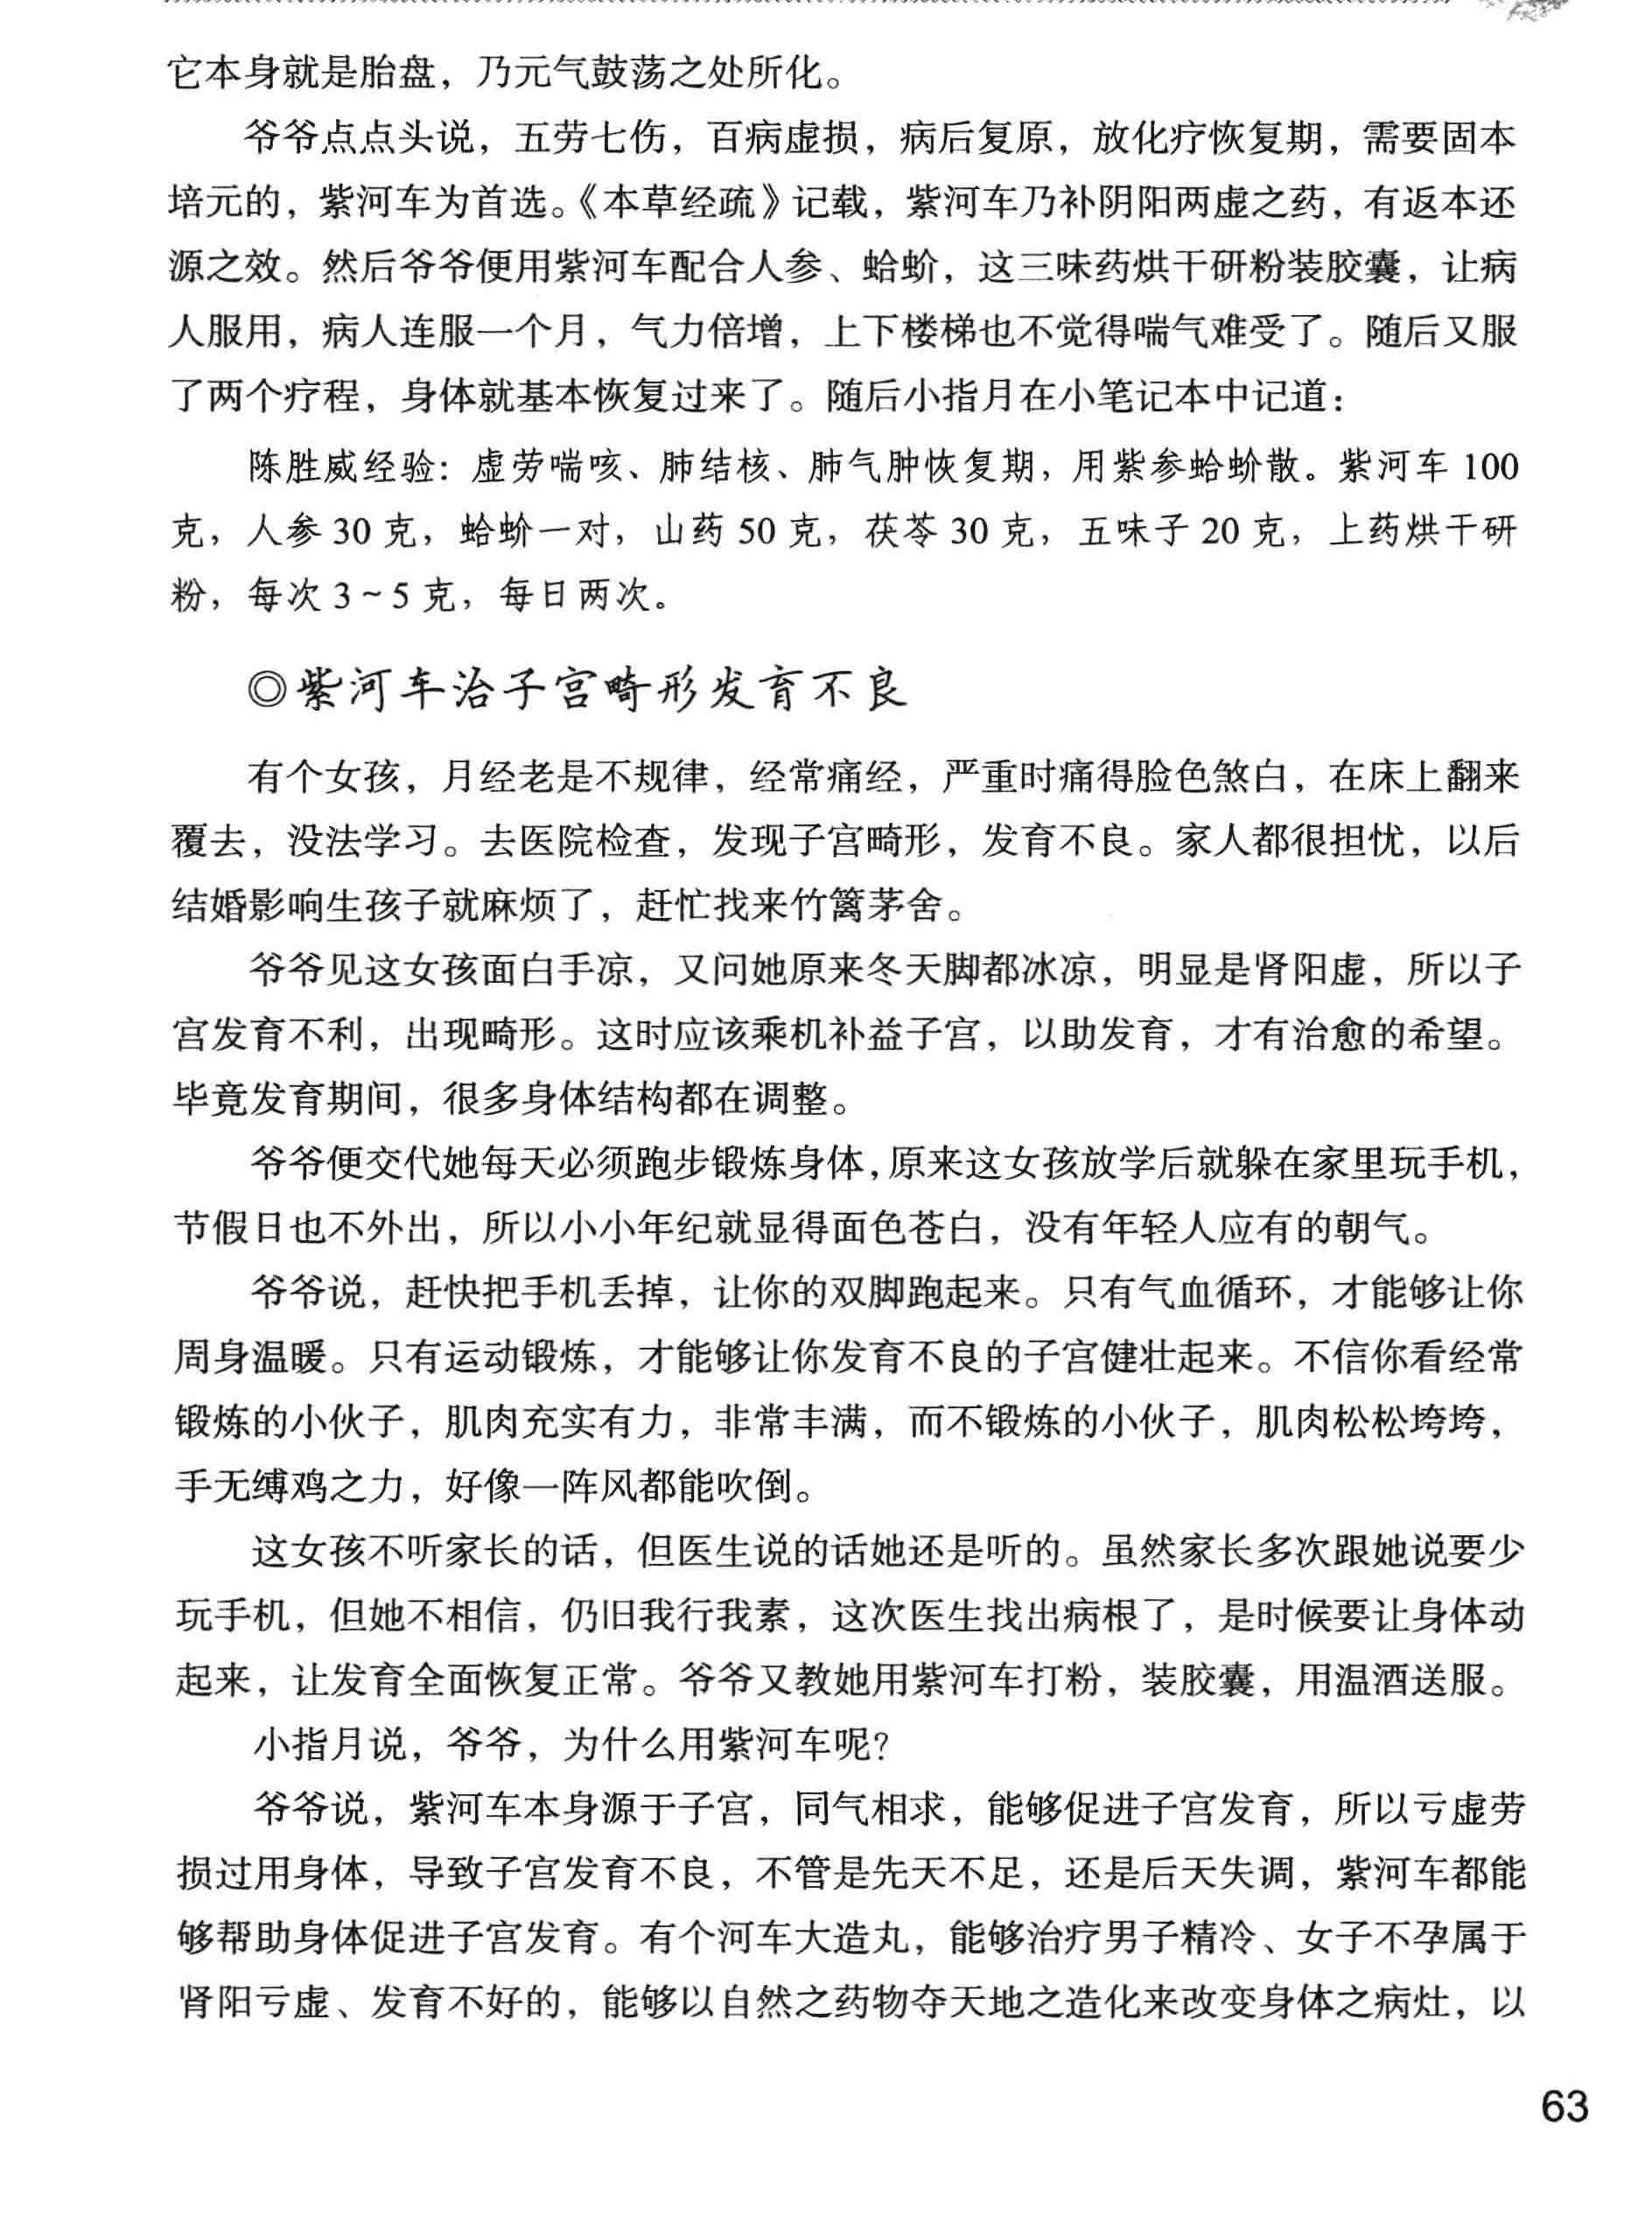 它本身就是胎盘，乃元气鼓荡之处所化。
爷爷点点头说，五劳七伤，百病虚损，病后复原，放化疗恢复期，需要固本
培元的，紫河车为首选。《本草经疏》记载，紫河车乃补阴阳两虚之药，有返本还
源之效。然后爷爷便用紫河车配合人参、蛤蚧，这三味药烘干研粉装胶囊，让病
人服用，病人连服一个月，气力倍增，上下楼梯也不觉得喘气难受了。随后又服
了两个疗程，身体就基本恢复过来了。随后小指月在小笔记本中记道：
陈胜威经验：虚劳喘咳、肺结核、肺气肿恢复期，用紫参蛤蚧散。紫河车 100
克，人参 30 克，蛤蚧一对，山药 50 克，茯苓 30 克，五味子 20 克，上药烘干研
粉，每次 3～5 克，每日两次。
◎紫河车治子宫畸形发育不良
有个女孩，月经老是不规律，经常痛经，严重时痛得脸色煞白，在床上翻来
覆去，没法学习。去医院检查，发现子宫畸形，发育不良。家人都很担忧，以后
结婚影响生孩子就麻烦了，赶忙找来竹篱茅舍。
爷爷见这女孩面白手凉，又问她原来冬天脚都冰凉，明显是肾阳虚，所以子
宫发育不利，出现畸形。这时应该乘机补益子宫，以助发育，才有治愈的希望。
毕竟发育期间，很多身体结构都在调整。
爷爷便交代她每天必须跑步锻炼身体，原来这女孩放学后就躲在家里玩手机，
节假日也不外出，所以小小年纪就显得面色苍白，没有年轻人应有的朝气。
爷爷说，赶快把手机丢掉，让你的双脚跑起来。只有气血循环，才能够让你
周身温暖。只有运动锻炼，才能够让你发育不良的子宫健壮起来。不信你看经常
锻炼的小伙子，肌肉充实有力，非常丰满，而不锻炼的小伙子，肌肉松松垮垮，
手无缚鸡之力，好像一阵风都能吹倒。
这女孩不听家长的话，但医生说的话她还是听的。虽然家长多次跟她说要少
玩手机，但她不相信，仍旧我行我素，这次医生找出病根了，是时候要让身体动
起来，让发育全面恢复正常。爷爷又教她用紫河车打粉，装胶囊，用温酒送服。
小指月说，爷爷，为什么用紫河车呢？
爷爷说，紫河车本身源于子宫，同气相求，能够促进子宫发育，所以亏虚劳
损过用身体，导致子宫发育不良，不管是先天不足，还是后天失调，紫河车都能
够帮助身体促进子宫发育。有个河车大造丸，能够治疗男子精冷、女子不孕属于
肾阳亏虚、发育不好的，能够以自然之药物夺天地之造化来改变身体之病灶，以
63